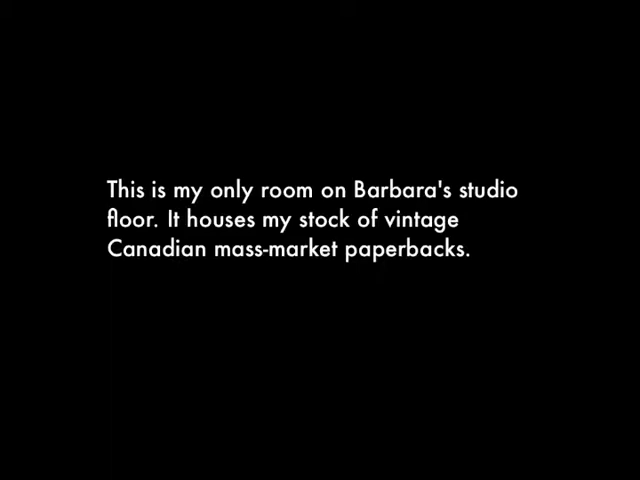 This is my only room on Barbara's studio
floor. It houses my stock of vintage
Canadian mass-market paperbacks.